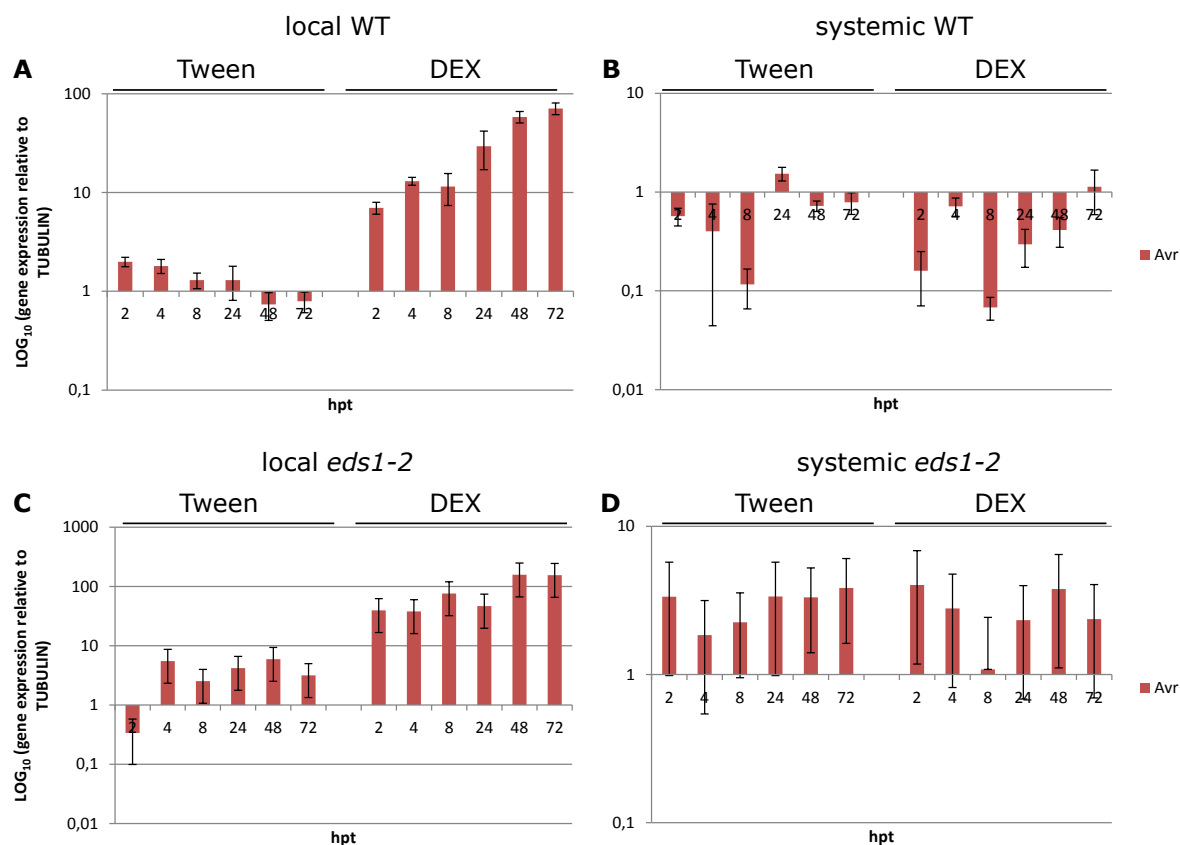 local WT
systemic WT
A
Tween
DEX
B
Tween
DEX
LOG10 (gene expression relative to
TUBULIN)
100
10
1
0,1
2 4 8 24 48 72 2 4 8 24 48 72
hpt
10
1
0,1
0,01
2 4 8 24 48 72 2 4 8 24 48 72
hpt
Avr
local eds1-2
systemic eds1-2
C
Tween
DEX
D
Tween
DEX
LOG10 (gene expression relative to
TUBULIN)
1000
100
10
1
0,1
0,01
2 4 8 24 48 72 2 4 8 24 48 72
hpt
10
1
0,1
2 4 8 24 48 72 2 4 8 24 48 72
hpt
Avr